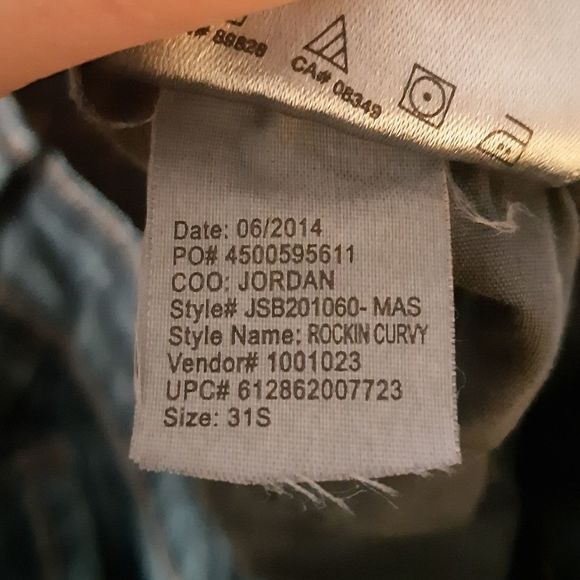 # 89828
CA# 05349
Date: 06/2014
PO# 4500595611
COO: JORDAN
Style# JSB201060- MAS
Style Name: ROCKIN CURVY
Vendor# 1001023
UPC# 612862007723
Size: 31S